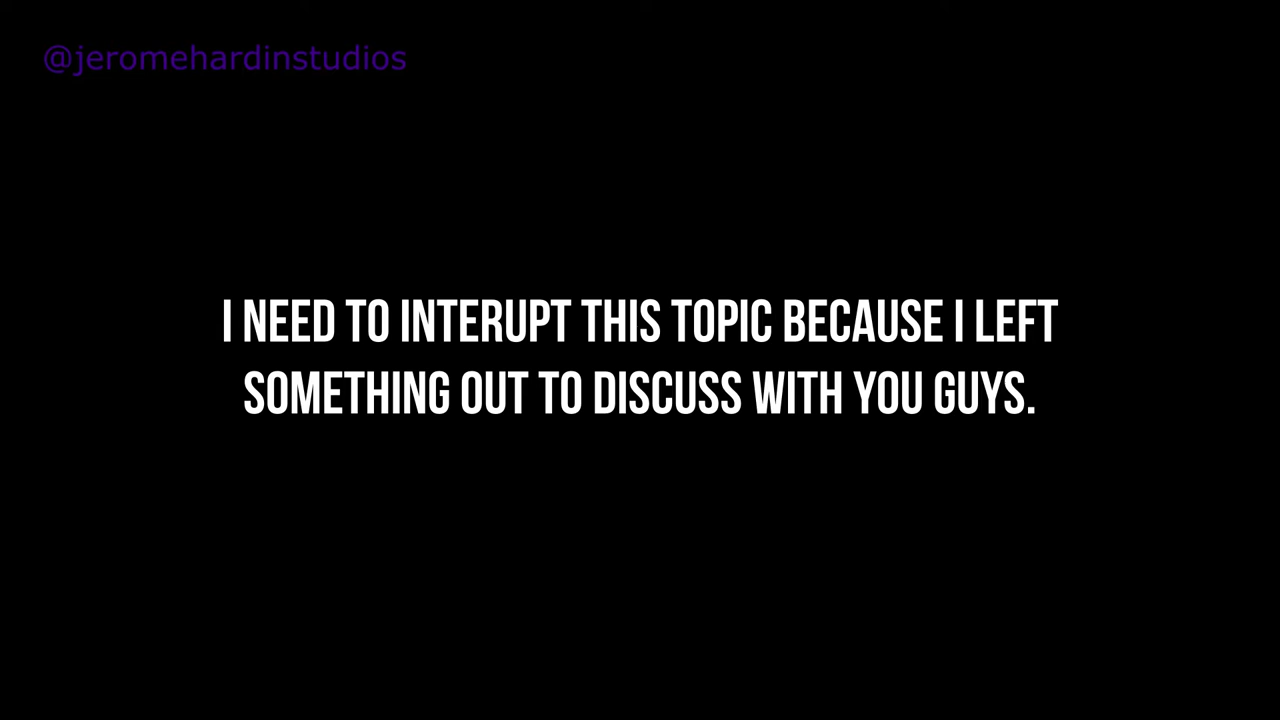 @jeromehardinstudios
I NEED TO INTERUPT THIS TOPIC BECAUSE I LEFT
SOMETHING OUT TO DISCUSS WITH YOU GUYS.